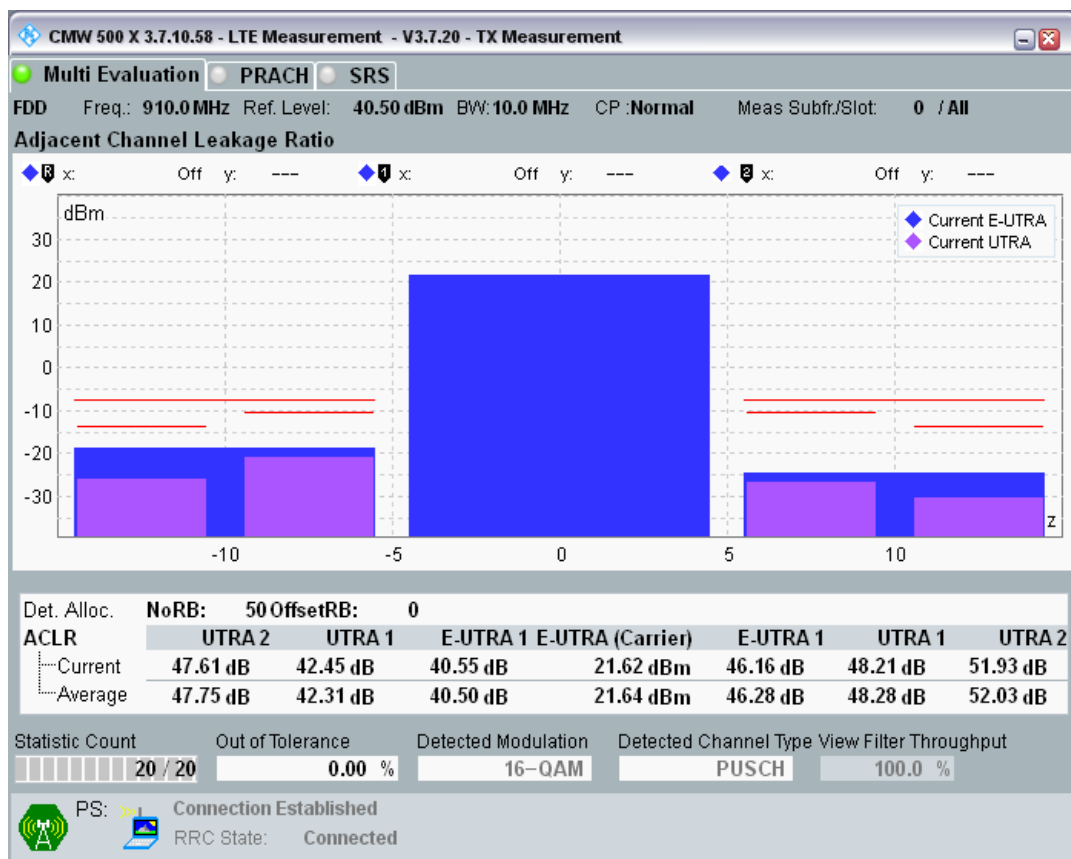 CMW 500 X 3.7.10.58 - LTE Measurement - V3.7.20 - TX Measurement
Multi Evaluation PRACH SRS
FDD Freq.: 910.0 MHz Ref. Level: 40.50 dBm BW: 10.0 MHz CP :Normal Meas Subfr./Slot: 0 / All
Adjacent Channel Leakage Ratio
R x: Off y: --- 1 x: Off y: --- 2 x: Off y: ---
dBm
Current E-UTRA
Current UTRA
30
20
10
0
-10
-20
-30
z
-10 -5 0 5 10
Det. Alloc. NoRB: 50 OffsetRB: 0
ACLR UTRA 2 UTRA 1 E-UTRA 1 E-UTRA (Carrier) E-UTRA 1 UTRA 1 UTRA 2
Current 47.61 dB 42.45 dB 40.55 dB 21.62 dBm 46.16 dB 48.21 dB 51.93 dB
Average 47.75 dB 42.31 dB 40.50 dB 21.64 dBm 46.28 dB 48.28 dB 52.03 dB
Statistic Count Out of Tolerance Detected Modulation Detected Channel Type View Filter Throughput
20 / 20 0.00 % 16-QAM PUSCH 100.0 %
PS: Connection Established
RRC State: Connected